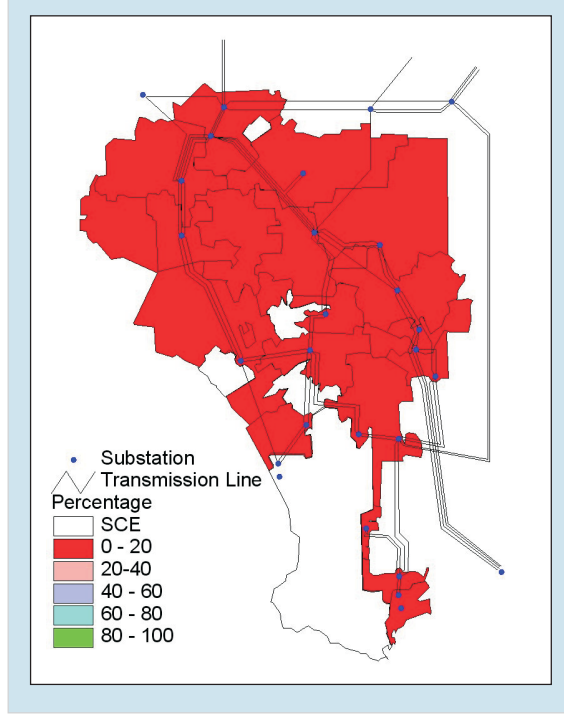 Substation
Transmission Line
Percentage
SCE
0 - 20
20-40
40 - 60
60 - 80
80 - 100